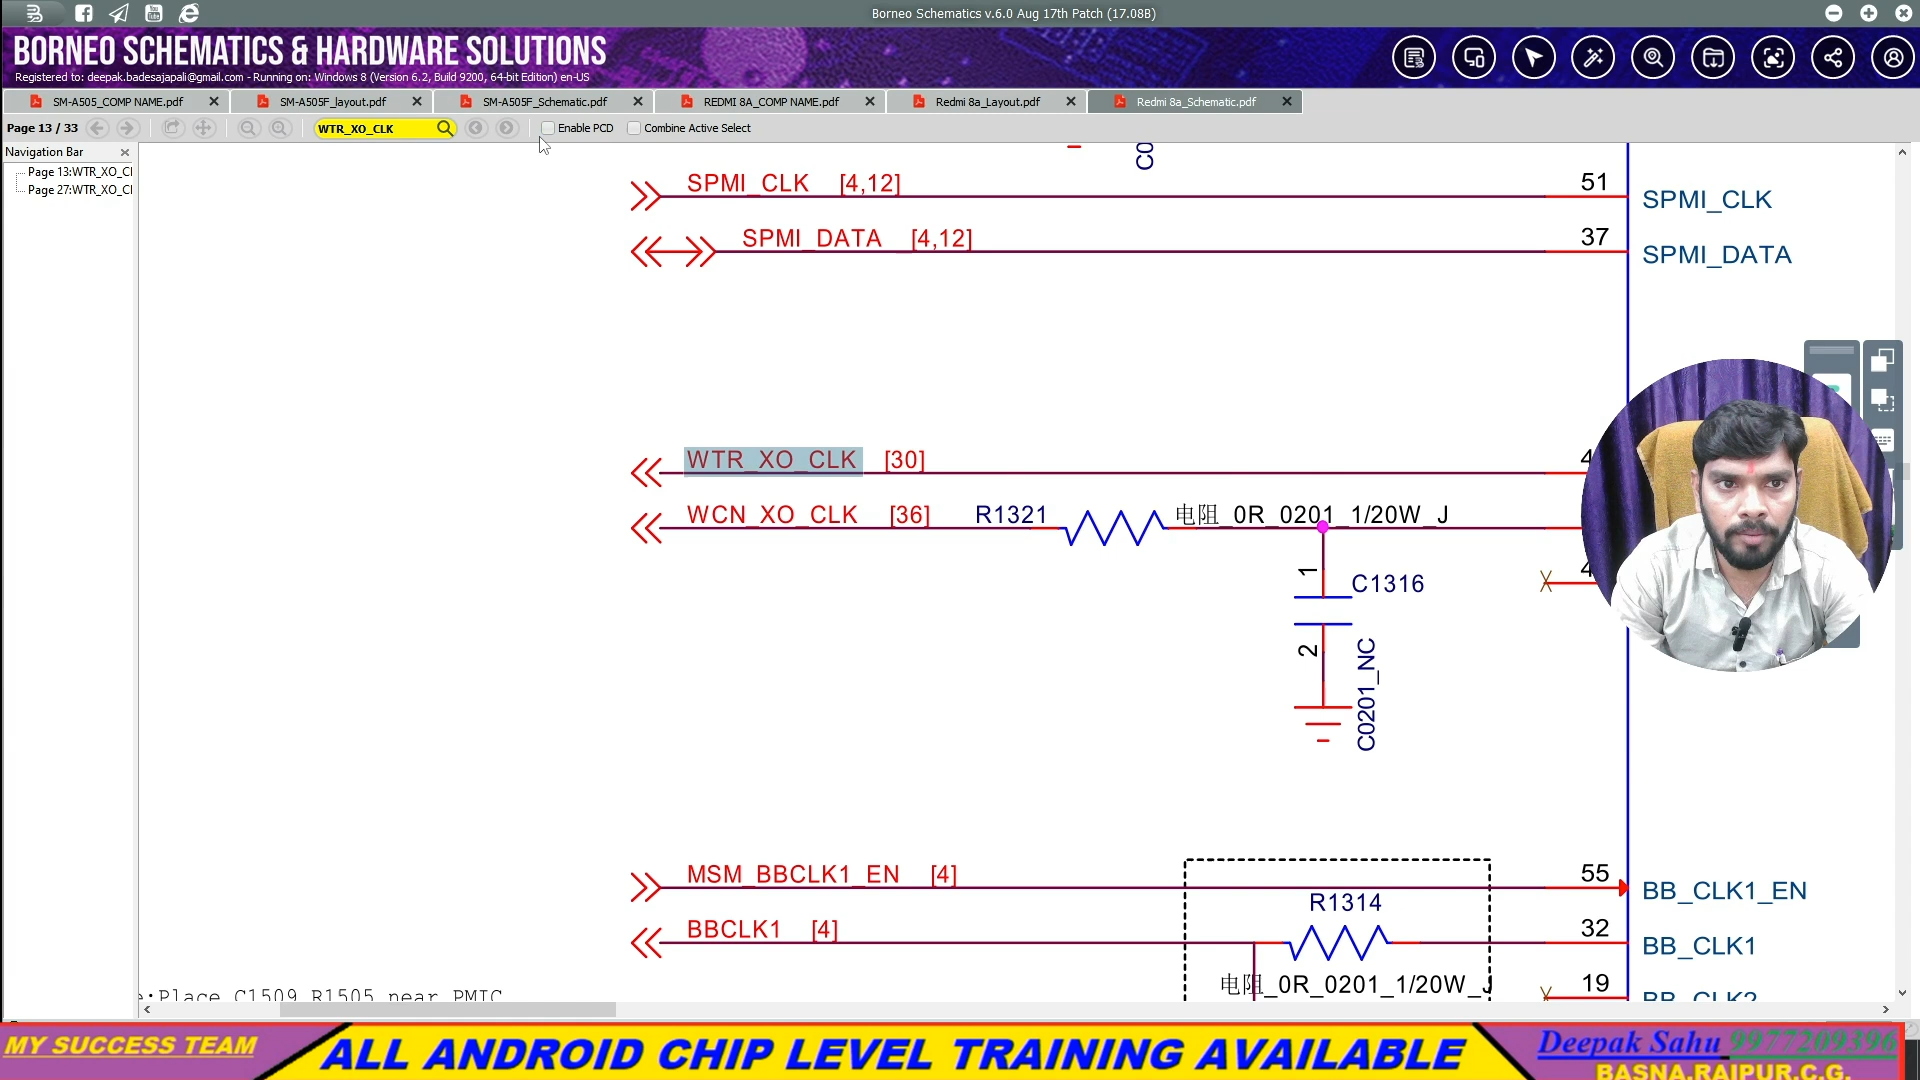 Borneo Schematics v.6.0 Aug 17th Patch (17.08B)
BORNEO SCHEMATICS & HARDWARE SOLUTIONS
Registered to: deepak.badesajapali@gmail.com - Running on: Windows 8 (Version 6.2, Build 9200, 64-bit Edition) en-US
SM-A505_COMP NAME.pdf
SM-A505F_layout.pdf
SM-A505F_Schematic.pdf
REDMI 8A_COMP NAME.pdf
Redmi 8a_Layout.pdf
Redmi 8a_Schematic.pdf
Page 13 / 33
WTR_XO_CLK
Enable PCD
Combine Active Select
Navigation Bar
Page 13:WTR_XO_Cl
Page 27:WTR_XO_Cl
C0
SPMI_CLK [4,12]
51
SPMI_CLK
SPMI_DATA [4,12]
37
SPMI_DATA
WTR_XO_CLK [30]
4
WCN_XO_CLK [36]
R1321
电阻_0R_0201_1/20W_J
4
1
C1316
2
C0201_NC
MSM_BBCLK1_EN [4]
55
BB_CLK1_EN
R1314
BBCLK1 [4]
32
BB_CLK1
电阻_0R_0201_1/20W_J
19
BB_CLK2
e:Place C1509 R1505 near PMIC
MY SUCCESS TEAM
ALL ANDROID CHIP LEVEL TRAINING AVAILABLE
Deepak Sahu 9977209396
BASNA,RAIPUR,C.G.